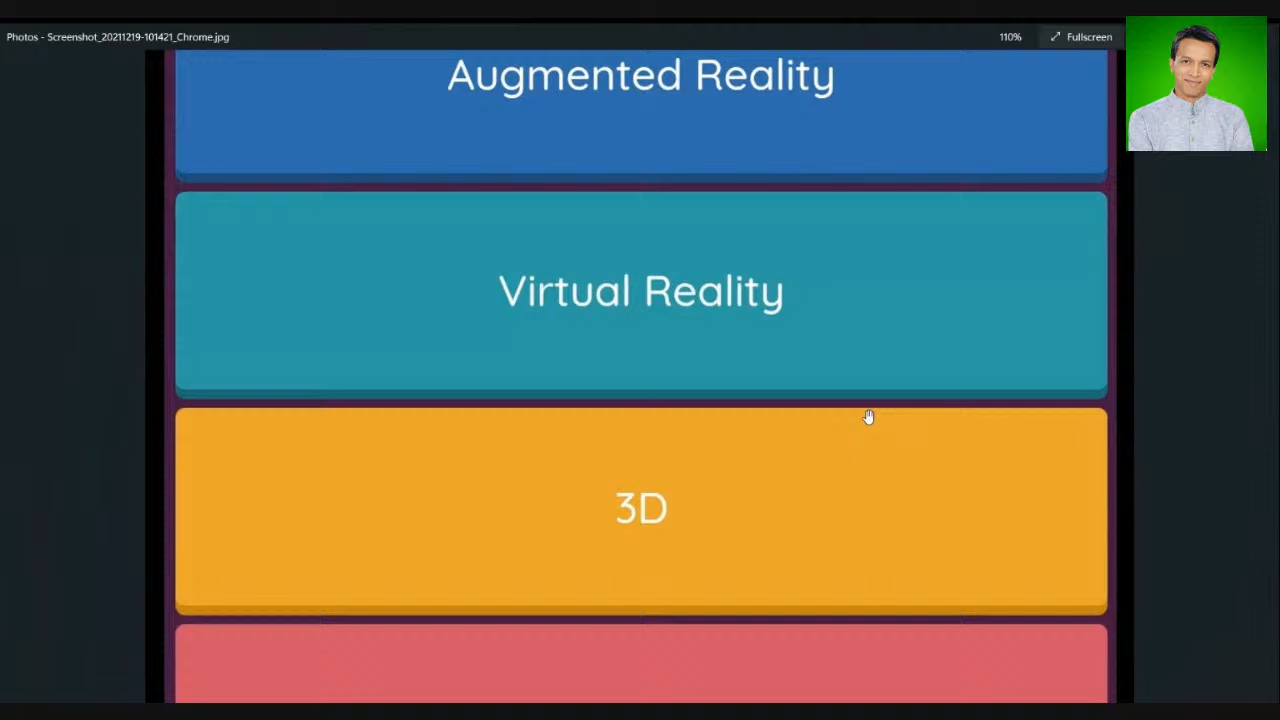 Photos - Screenshot_20211219-101421_Chrome.jpg
110%
Fullscreen
Augmented Reality
Virtual Reality
3D